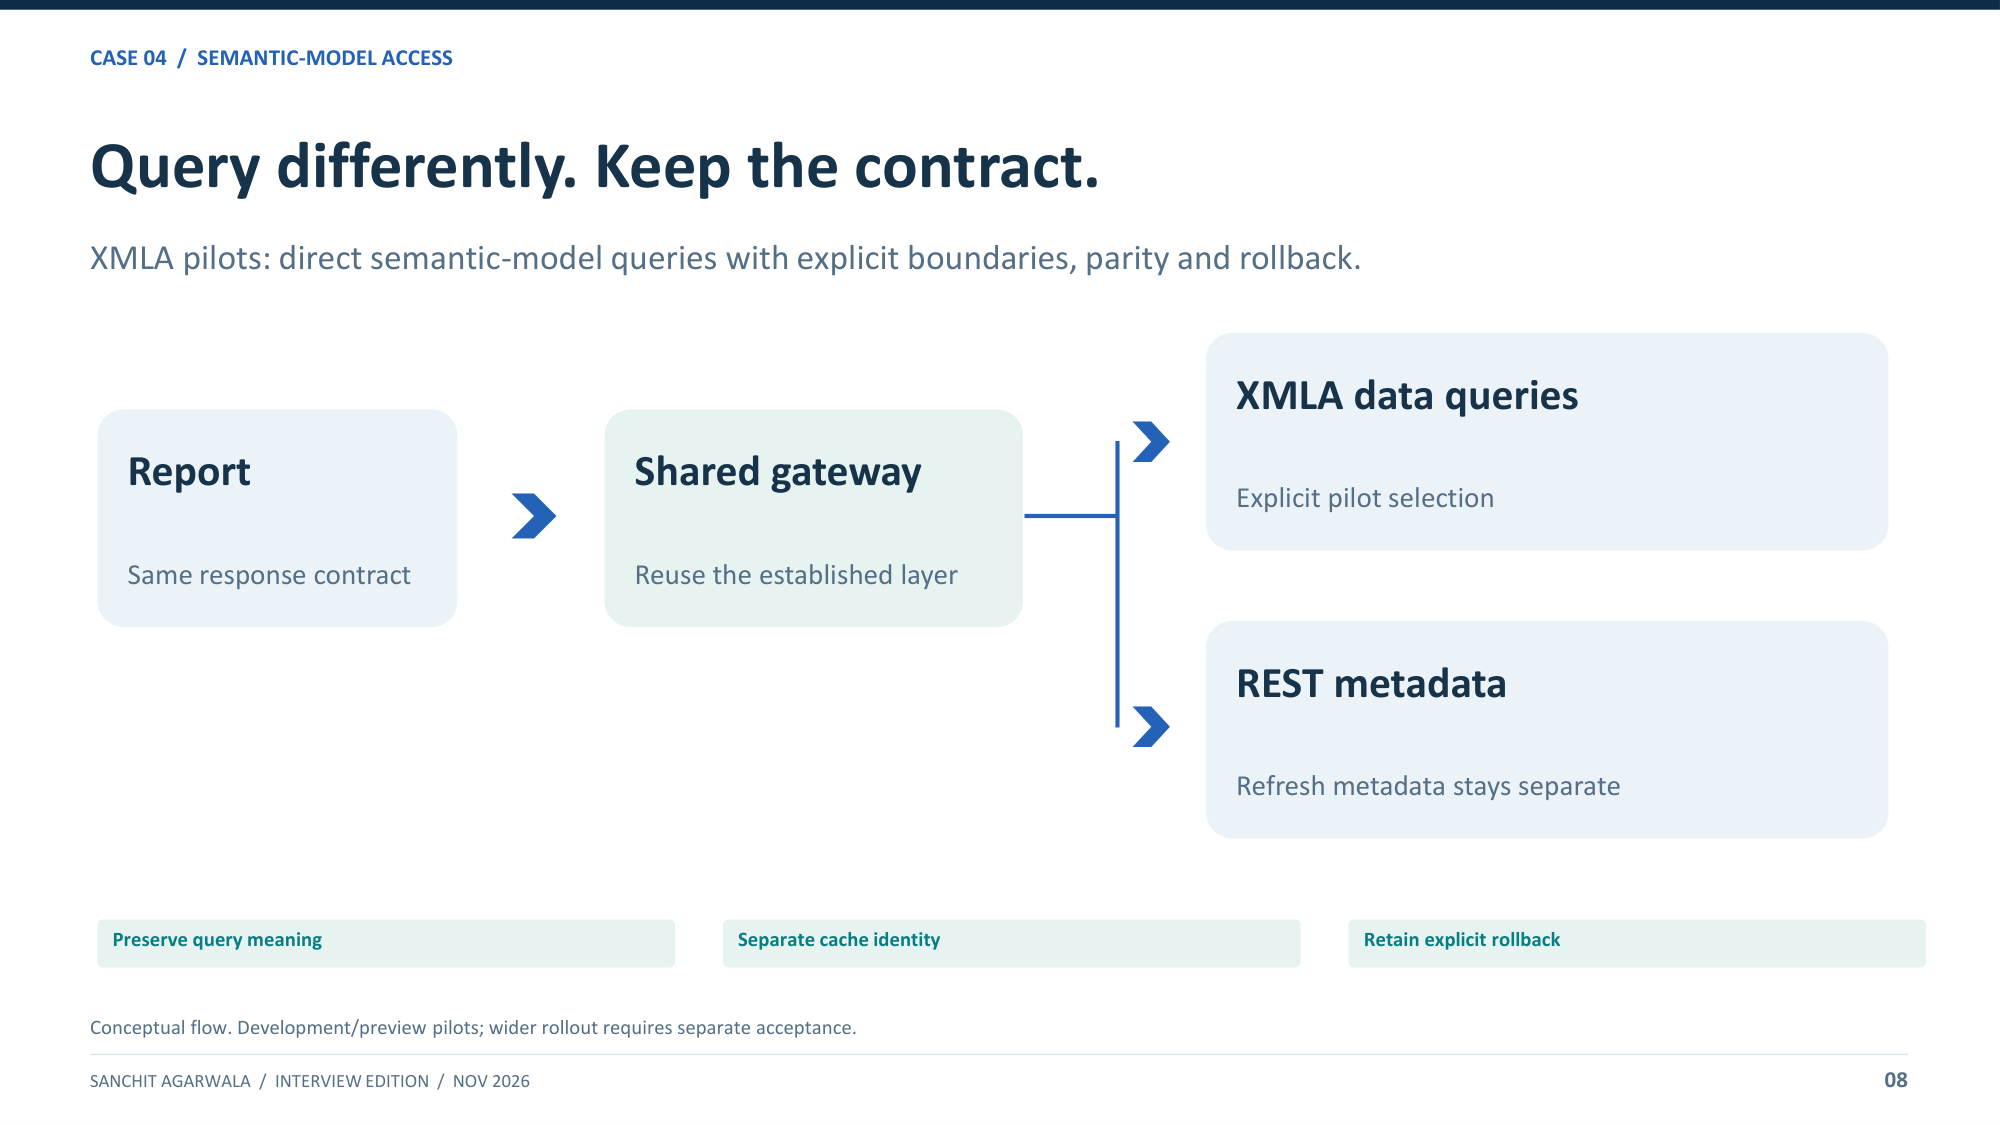 CASE 04 / SEMANTIC-MODEL ACCESS
Query differently. Keep the contract.
XMLA pilots: direct semantic-model queries with explicit boundaries, parity and rollback.
Report
Same response contract
Shared gateway
Reuse the established layer
XMLA data queries
Explicit pilot selection
REST metadata
Refresh metadata stays separate
Preserve query meaning
Separate cache identity
Retain explicit rollback
Conceptual flow. Development/preview pilots; wider rollout requires separate acceptance.
SANCHIT AGARWALA / INTERVIEW EDITION / NOV 2026
08